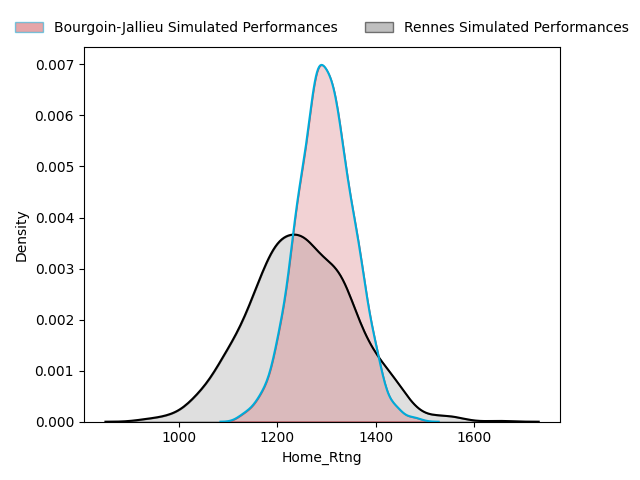 Bourgoin-Jallieu Simulated Performances Rennes Simulated Performances
0.007
0.006
0.005
0.004
0.003
0.002
0.001
0.000
Density
1000 1200 1400 1600
Home_Rtng